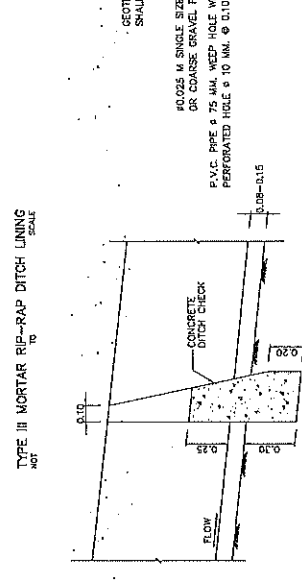 TYPE III MORTAR RIP-RAP DITCH LINING
NOT TO SCALE
GEOT
SHAL
ø0.025 M SINGLE SIZE
OR COARSE GRAVEL F
P.V.C. PIPE ø 75 MM. WEEP HOLE W
PERFORATED HOLE ø 10 MM. @ 0.10
0.10
CONCRETE
DITCH CHECK
0.08-0.15
0.25
FLOW
0.30
0.20